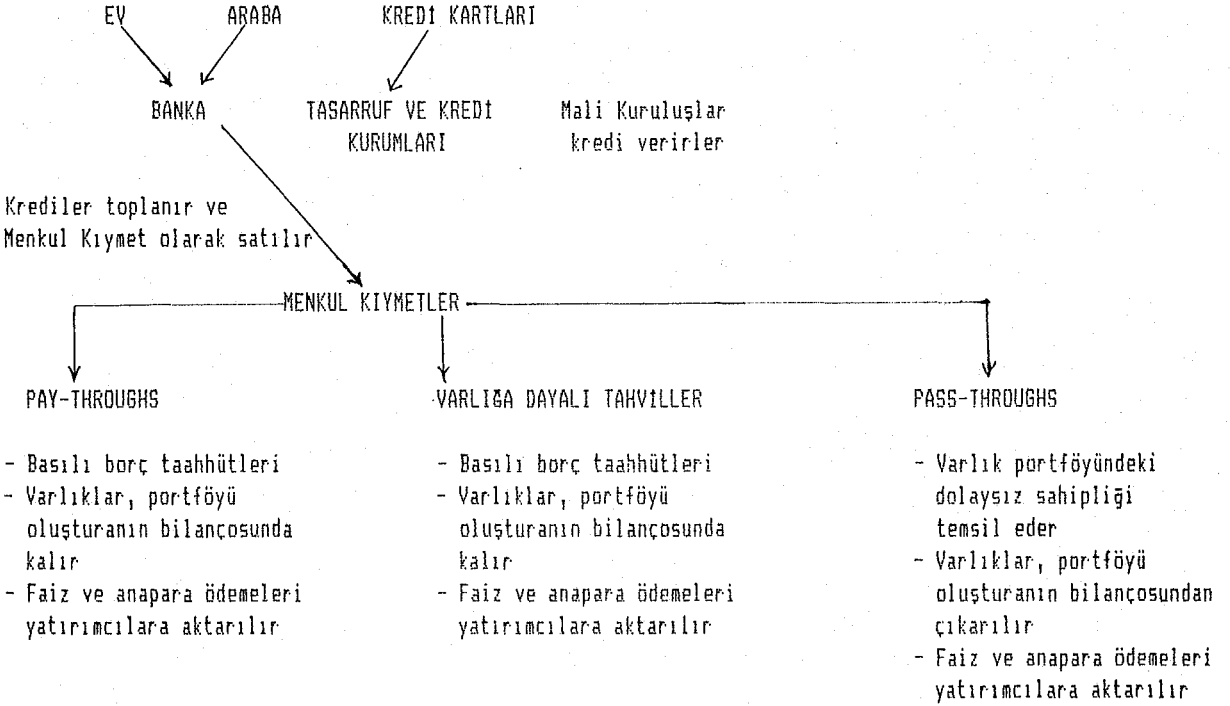 EV ARABA KREDİ KARTLARI
BANKA TASARRUF VE KREDİ Mali Kuruluşlar
KURUMLARI kredi verirler
Krediler toplanır ve
Menkul Kıymet olarak satılır
MENKUL KIYMETLER
PAY-THROUGHS
- Basılı borç taahhütleri
- Varlıklar, portföyü
oluşturanın bilançosunda
kalır
- Faiz ve anapara ödemeleri
yatırımcılara aktarılır
VARLIĞA DAYALI TAHVİLLER
- Basılı borç taahhütleri
- Varlıklar, portföyü
oluşturanın bilançosunda
kalır
- Faiz ve anapara ödemeleri
yatırımcılara aktarılır
PASS-THROUGHS
- Varlık portföyündeki
dolaysız sahipliği
temsil eder
- Varlıklar, portföyü
oluşturanın bilançosundan
çıkarılır
- Faiz ve anapara ödemeleri
yatırımcılara aktarılır